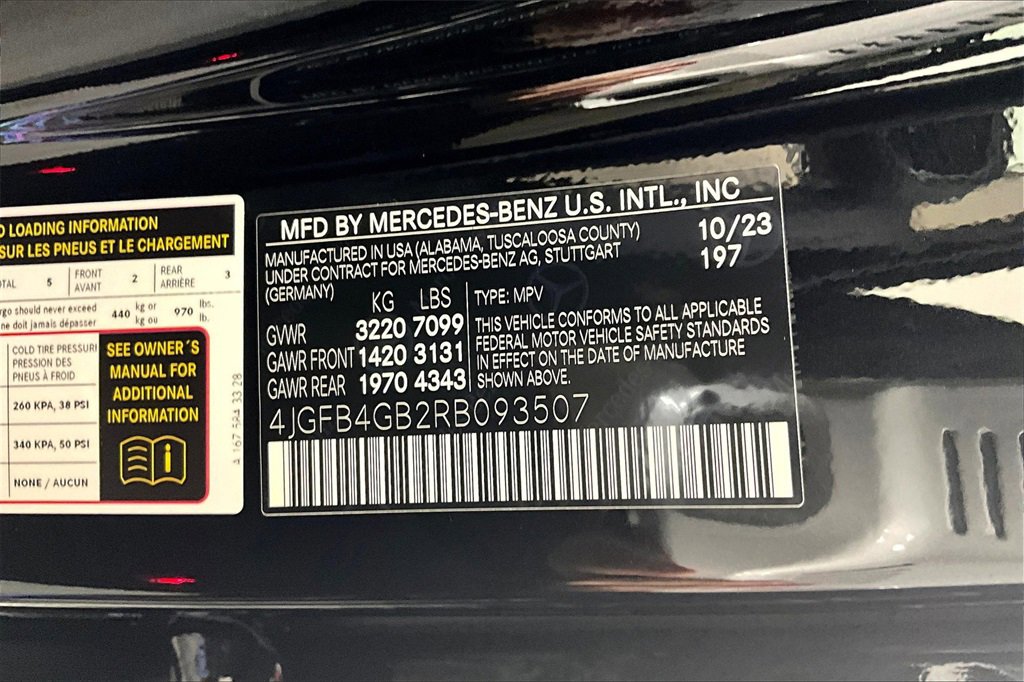 D LOADING INFORMATION
SUR LES PNEUS ET LE CHARGEMENT
OTAL 5 FRONT AVANT 2 REAR ARRIÈRE 3
rgo should never exceed 440 kg or 970 lbs.
ne doit jamais dépasser kg ou lb.
COLD TIRE PRESSURE
PRESSION DES
PNEUS À FROID
260 KPA, 38 PSI
340 KPA, 50 PSI
NONE / AUCUN
SEE OWNER´S
MANUAL FOR
ADDITIONAL
INFORMATION
i
A 167 584 33 28
MFD BY MERCEDES-BENZ U.S. INTL., INC
MANUFACTURED IN USA (ALABAMA, TUSCALOOSA COUNTY) 10/23
UNDER CONTRACT FOR MERCEDES-BENZ AG, STUTTGART 197
(GERMANY)
KG LBS
GVWR 3220 7099
GAWR FRONT 1420 3131
GAWR REAR 1970 4343
TYPE: MPV
THIS VEHICLE CONFORMS TO ALL APPLICABLE
FEDERAL MOTOR VEHICLE SAFETY STANDARDS
IN EFFECT ON THE DATE OF MANUFACTURE
SHOWN ABOVE.
4JGFB4GB2RB093507